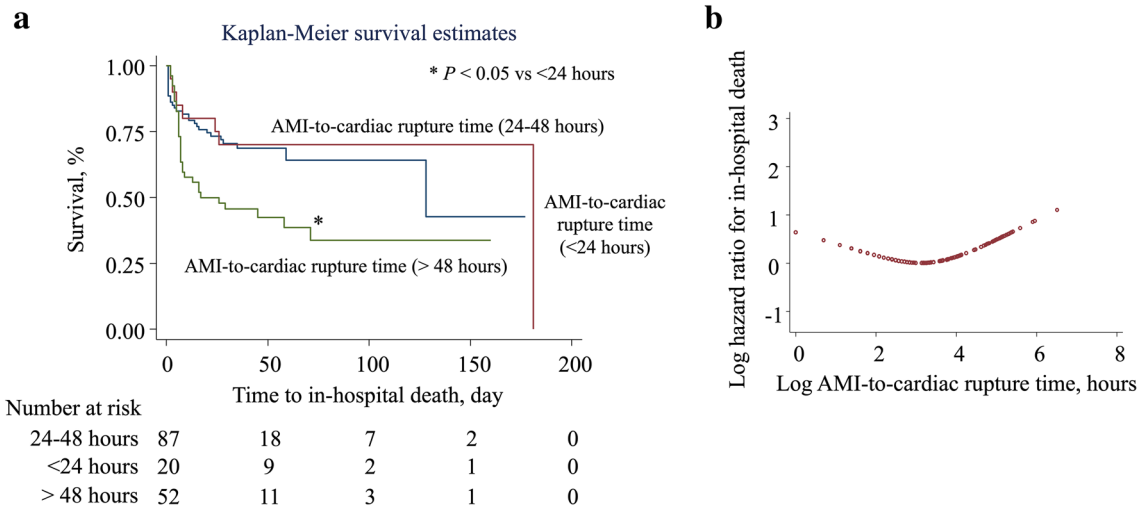 a
Kaplan-Meier survival estimates
* P < 0.05 vs <24 hours
1.00
0.75
0.50
0.25
0.00
Survival, %
AMI-to-cardiac rupture time (24-48 hours)
AMI-to-cardiac
rupture time
(<24 hours)
*
AMI-to-cardiac rupture time (> 48 hours)
0 50 100 150 200
Time to in-hospital death, day
Number at risk
24-48 hours 87 18 7 2 0
<24 hours 20 9 2 1 0
> 48 hours 52 11 3 1 0
b
Log hazard ratio for in-hospital death
3
2
1
0
-1
0 2 4 6 8
Log AMI-to-cardiac rupture time, hours